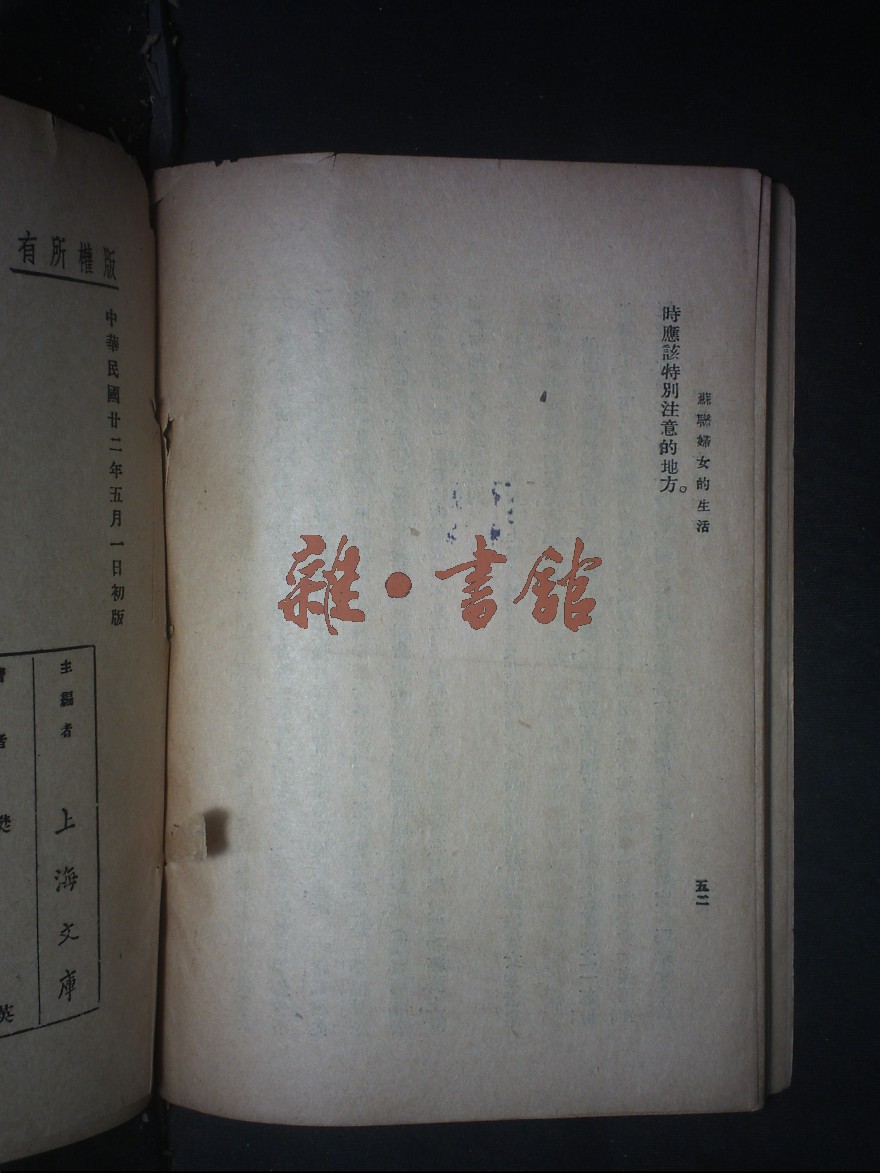 蘇聯婦女的生活
五二
時應該特別注意的地方。
雜·書館
版權所有
中華民國廿二年五月一日初版
主編者 上海文庫
者 英